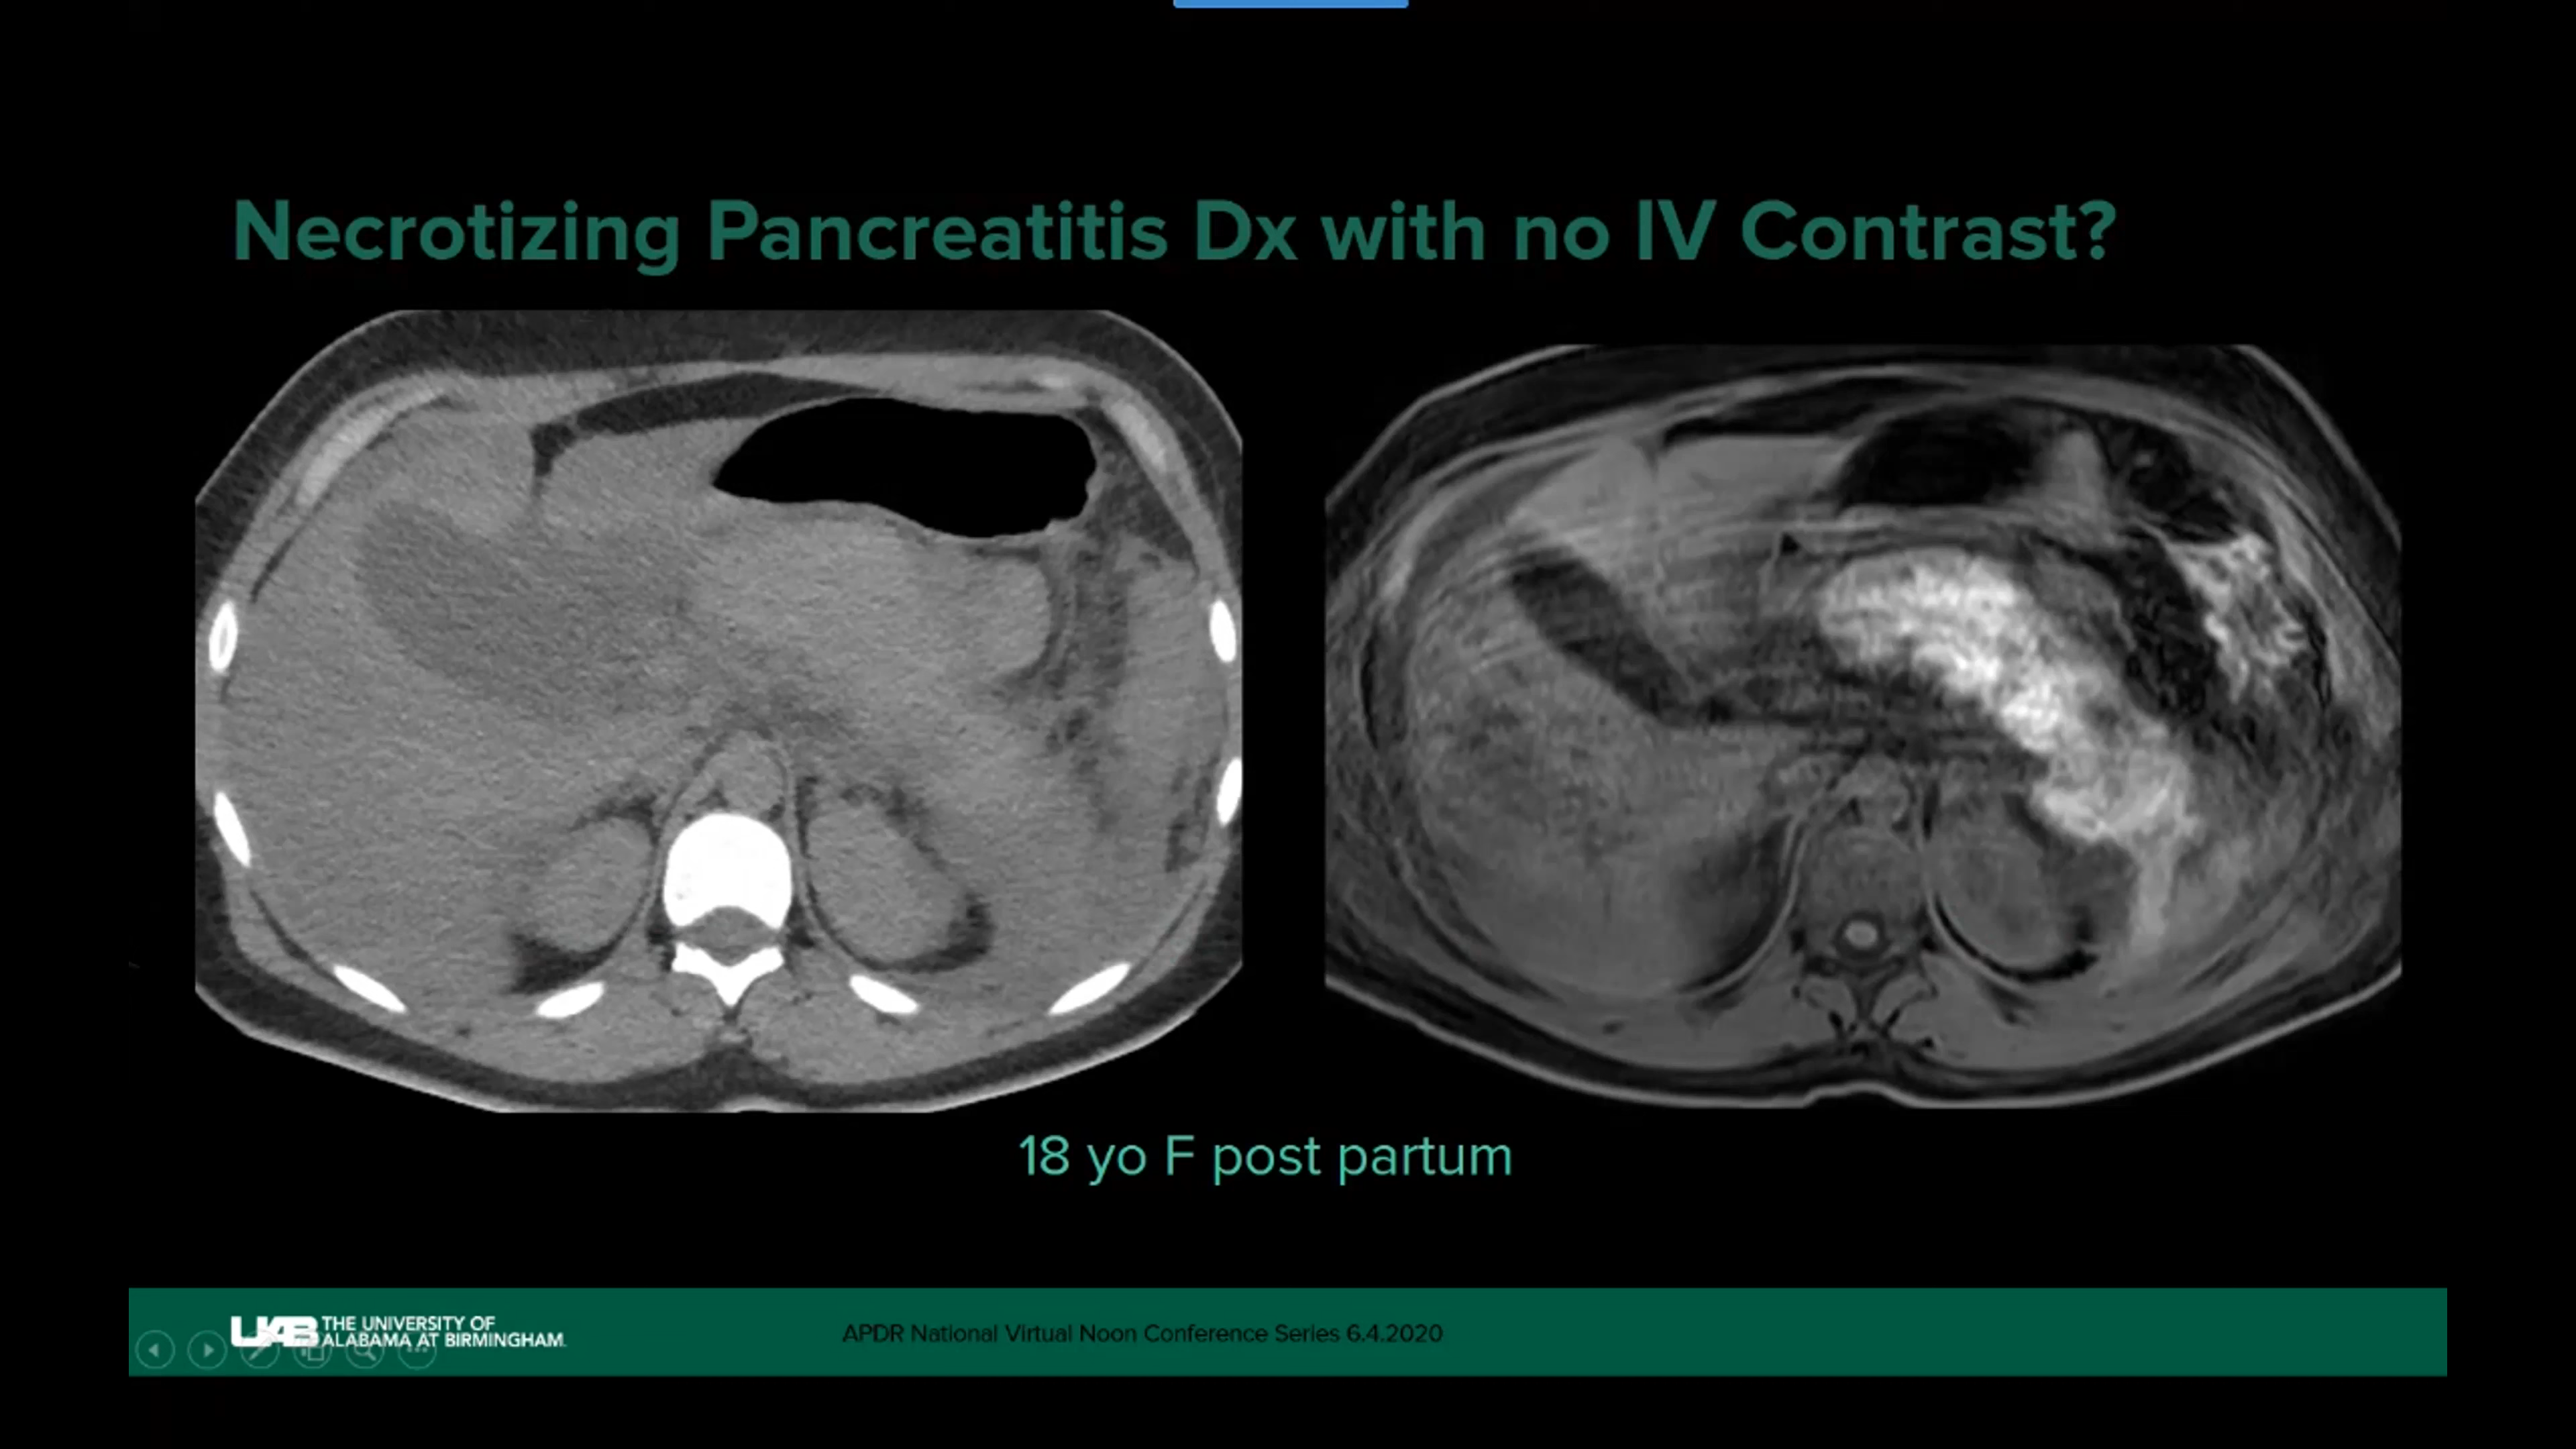 Necrotizing Pancreatitis Dx with no IV Contrast?
18 yo F post partum
UAB THE UNIVERSITY OF
ALABAMA AT BIRMINGHAM.
APDR National Virtual Noon Conference Series 6.4.2020